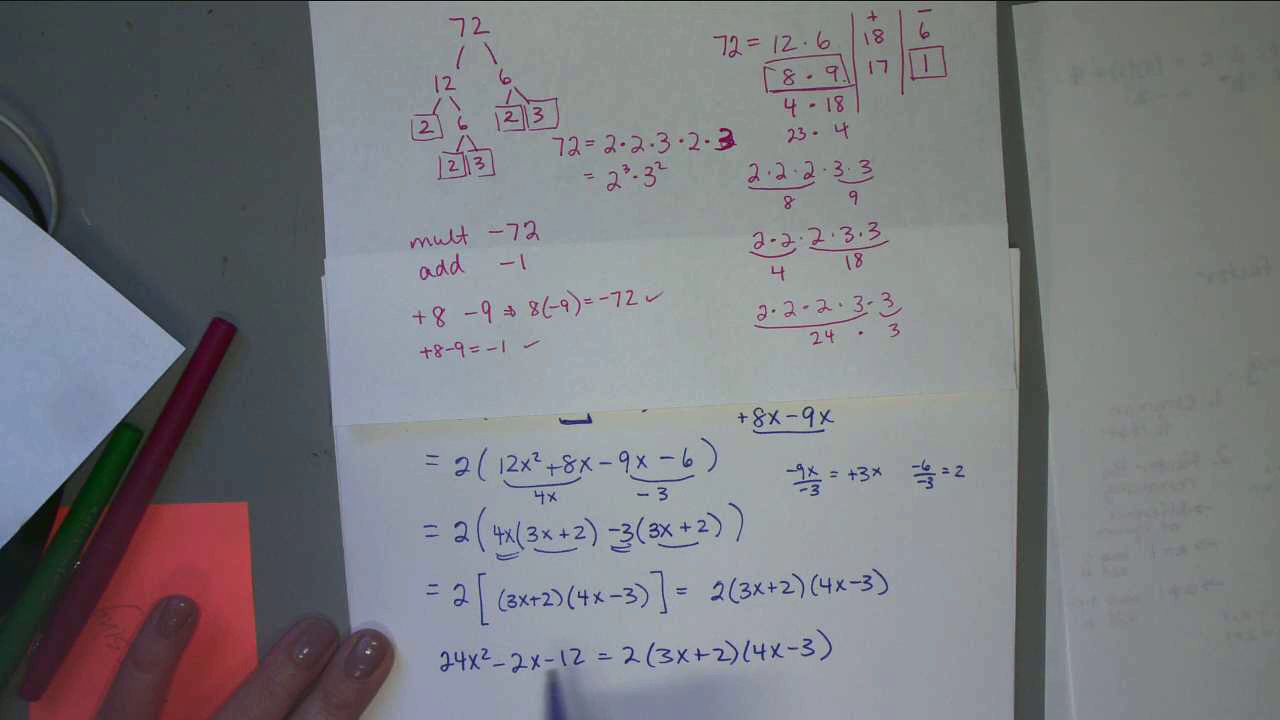 72
12 6
2 6 2 3
2 3
72 = 2·2·3·2·3
= 2³·3²
mult -72
add -1
+8 -9 ⇒ 8(-9) = -72 ✓
+8-9 = -1 ✓
+ −
72 = 12·6 18 6
8·9 17 1
4·18
23·4
2·2·2·3·3
8 9
2·2·2·3·3
4 18
2·2·2·3·3
24 · 3
+8x-9x
= 2(12x²+8x-9x-6)
4x -3
-9x/-3 = +3x -6/-3 = 2
= 2(4x(3x+2) -3(3x+2))
= 2[(3x+2)(4x-3)] = 2(3x+2)(4x-3)
24x²-2x-12 = 2(3x+2)(4x-3)